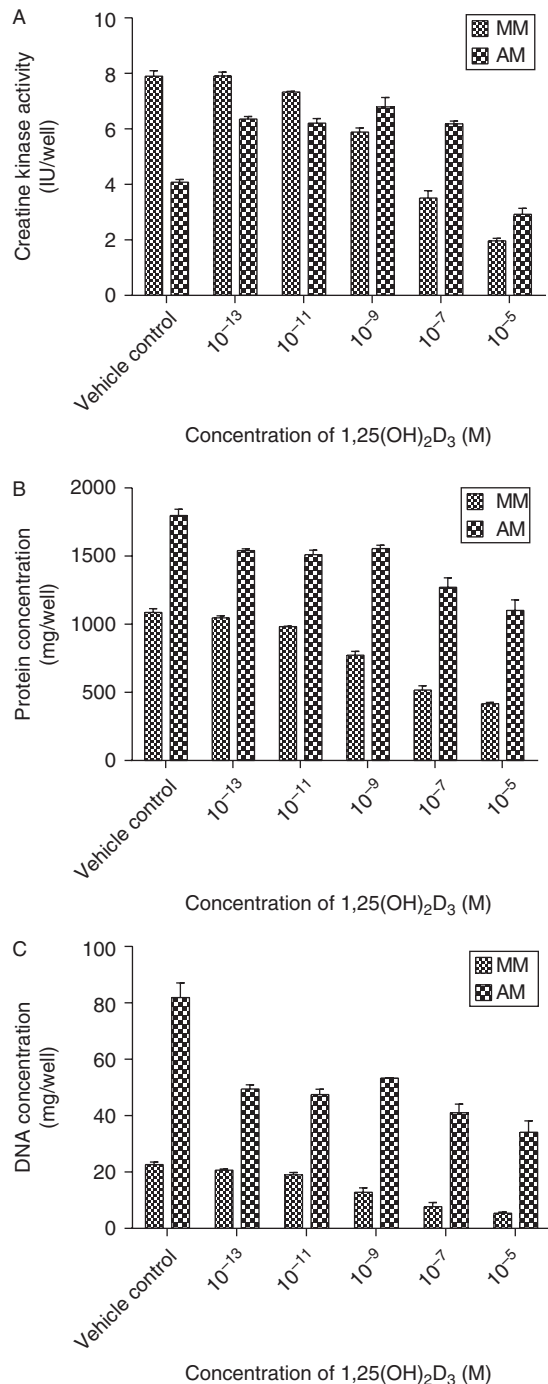 A
MM
AM
Creatine kinase activity
(IU/well)
10
8
6
4
2
0
Vehicle control
10⁻¹³
10⁻¹¹
10⁻⁹
10⁻⁷
10⁻⁵
Concentration of 1,25(OH)₂D₃ (M)
B
MM
AM
Protein concentration
(mg/well)
2000
1500
1000
500
0
Vehicle control
10⁻¹³
10⁻¹¹
10⁻⁹
10⁻⁷
10⁻⁵
Concentration of 1,25(OH)₂D₃ (M)
C
MM
AM
DNA concentration
(mg/well)
100
80
60
40
20
0
Vehicle control
10⁻¹³
10⁻¹¹
10⁻⁹
10⁻⁷
10⁻⁵
Concentration of 1,25(OH)₂D₃ (M)